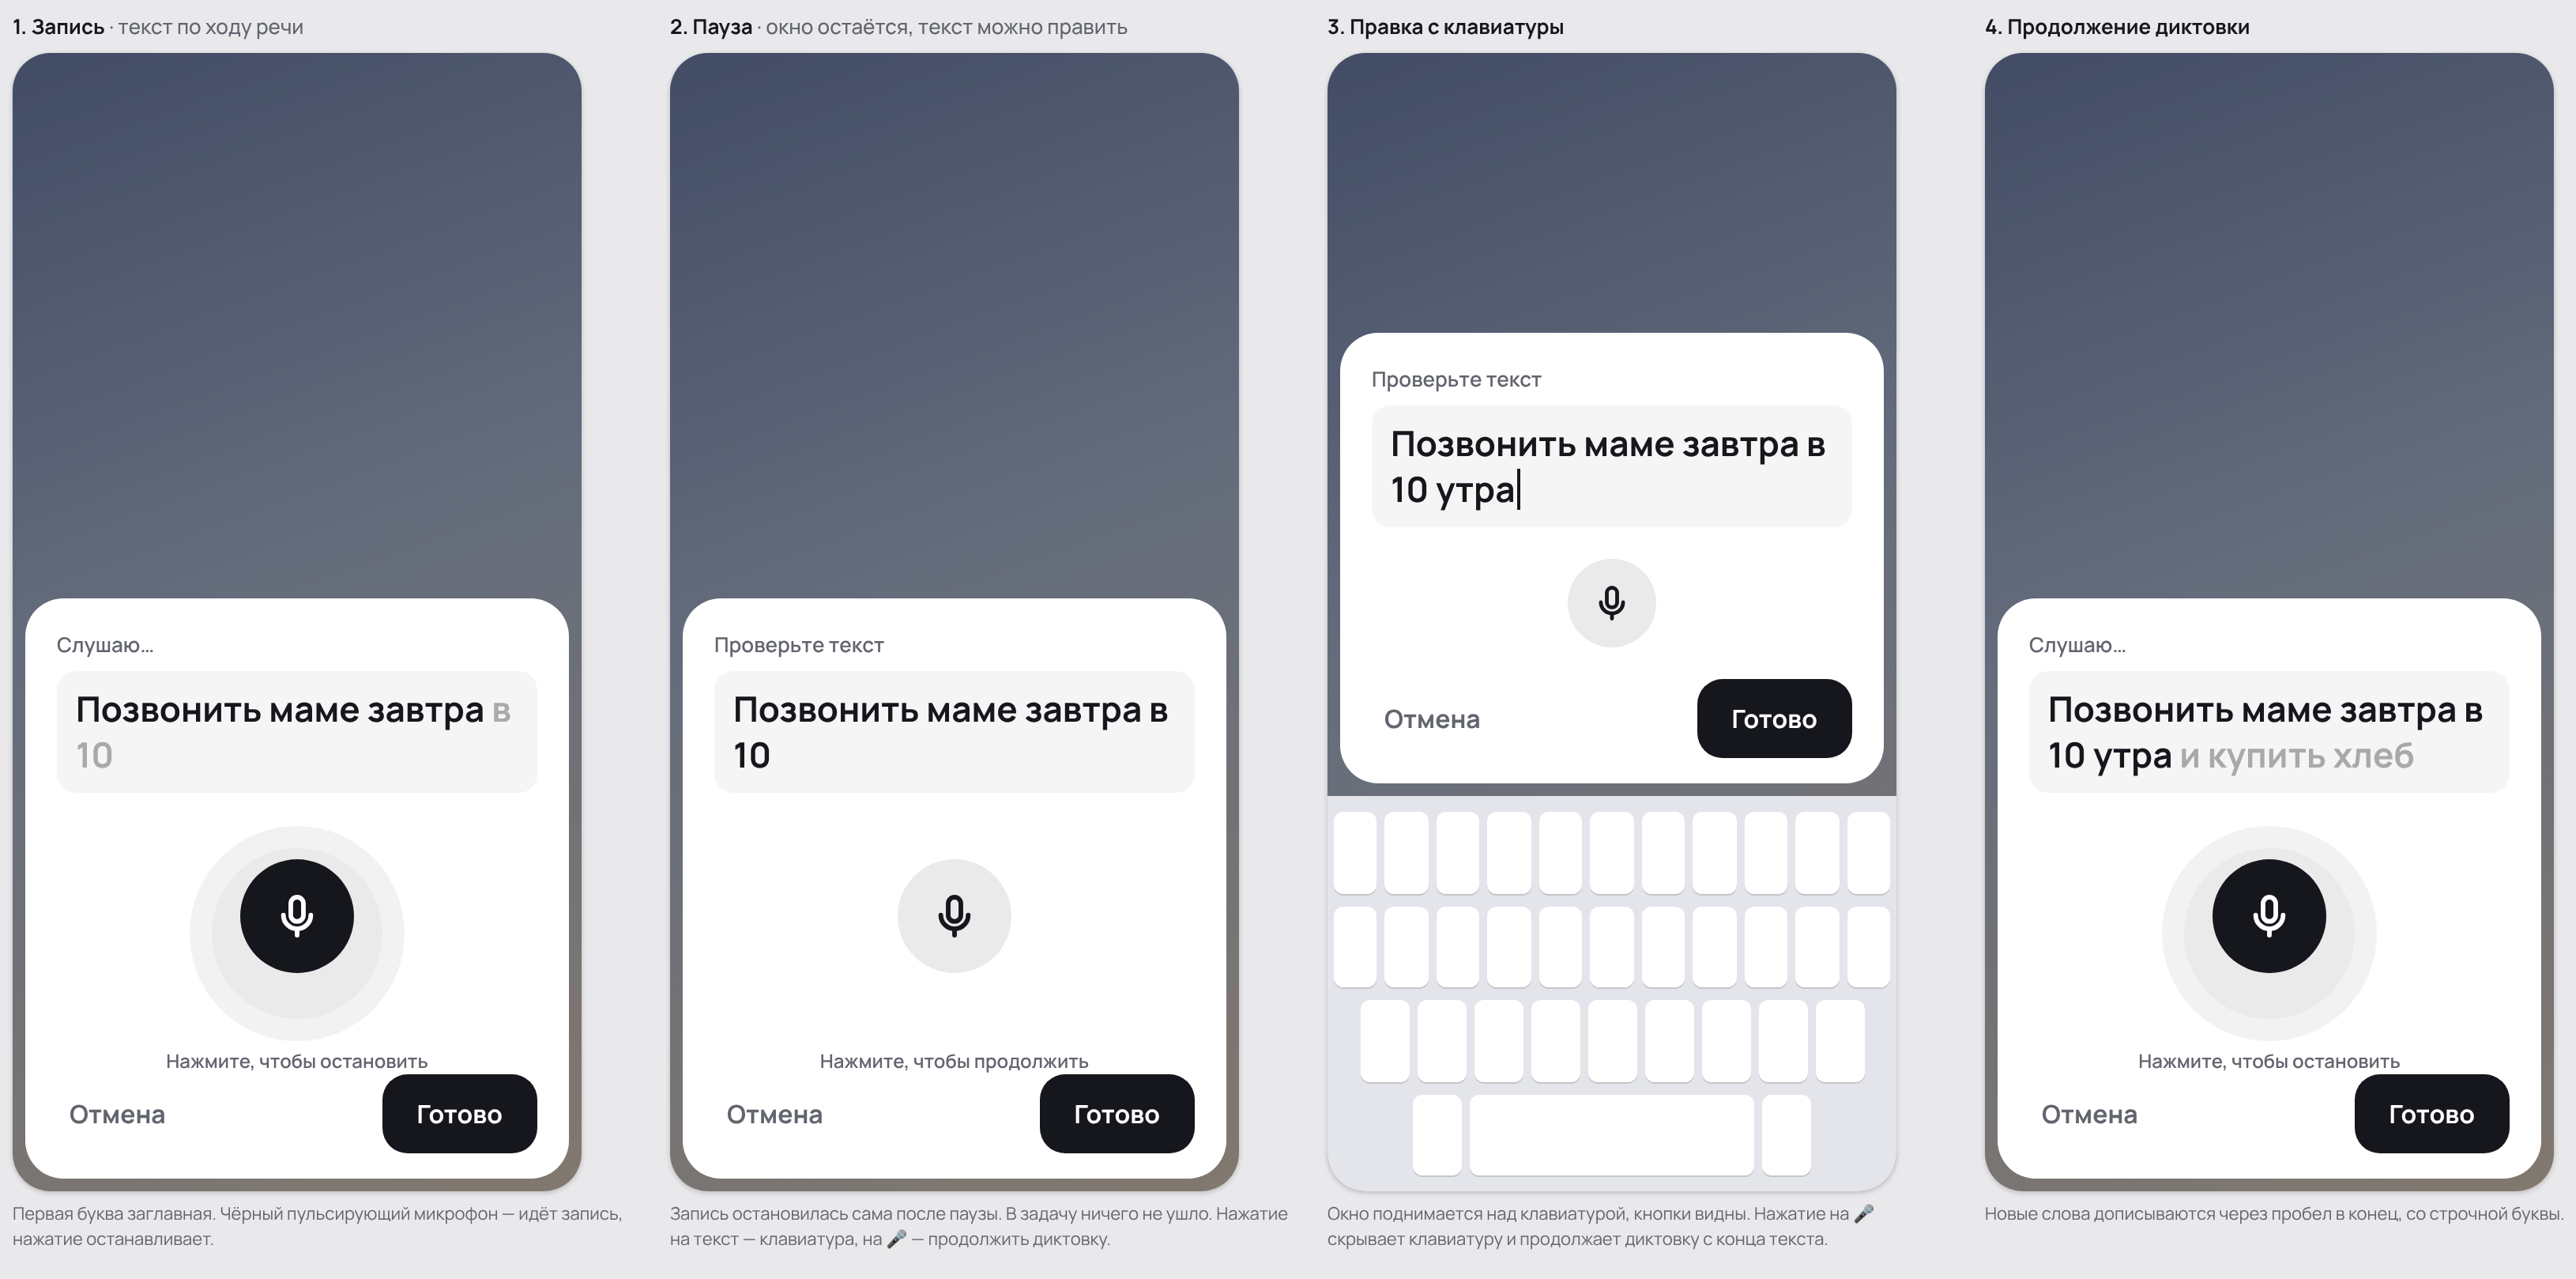 1. Запись · текст по ходу речи
Слушаю...
Позвонить маме завтра в
10
Нажмите, чтобы остановить
Отмена
Готово
Первая буква заглавная. Чёрный пульсирующий микрофон — идёт запись,
нажатие останавливает.
2. Пауза · окно остаётся, текст можно править
Проверьте текст
Позвонить маме завтра в
10
Нажмите, чтобы продолжить
Отмена
Готово
Запись остановилась сама после паузы. В задачу ничего не ушло. Нажатие
на текст — клавиатура, на 🎤 — продолжить диктовку.
3. Правка с клавиатуры
Проверьте текст
Позвонить маме завтра в
10 утра
Отмена
Готово
Окно поднимается над клавиатурой, кнопки видны. Нажатие на 🎤
скрывает клавиатуру и продолжает диктовку с конца текста.
4. Продолжение диктовки
Слушаю...
Позвонить маме завтра в
10 утра и купить хлеб
Нажмите, чтобы остановить
Отмена
Готово
Новые слова дописываются через пробел в конец, со строчной буквы.